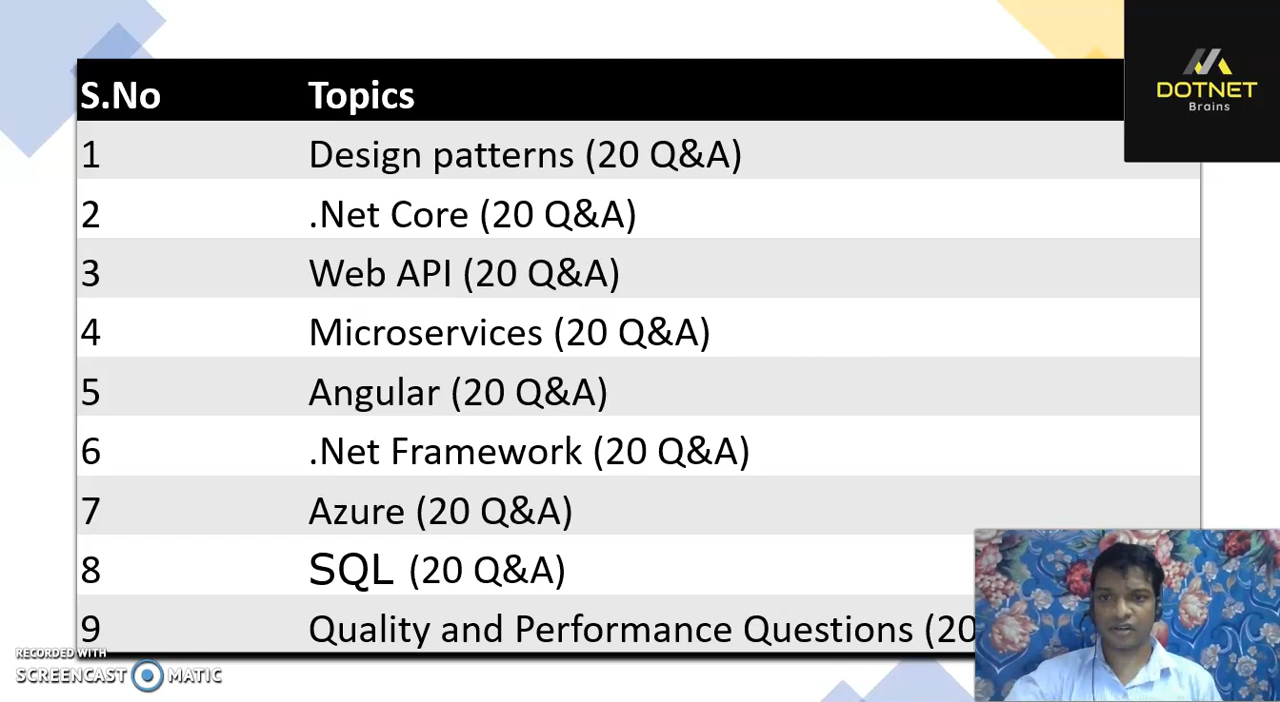 S.No Topics
DOTNET
Brains
1 Design patterns (20 Q&A)
2 .Net Core (20 Q&A)
3 Web API (20 Q&A)
4 Microservices (20 Q&A)
5 Angular (20 Q&A)
6 .Net Framework (20 Q&A)
7 Azure (20 Q&A)
8 SQL (20 Q&A)
9 Quality and Performance Questions (20
RECORDED WITH
SCREENCAST MATIC